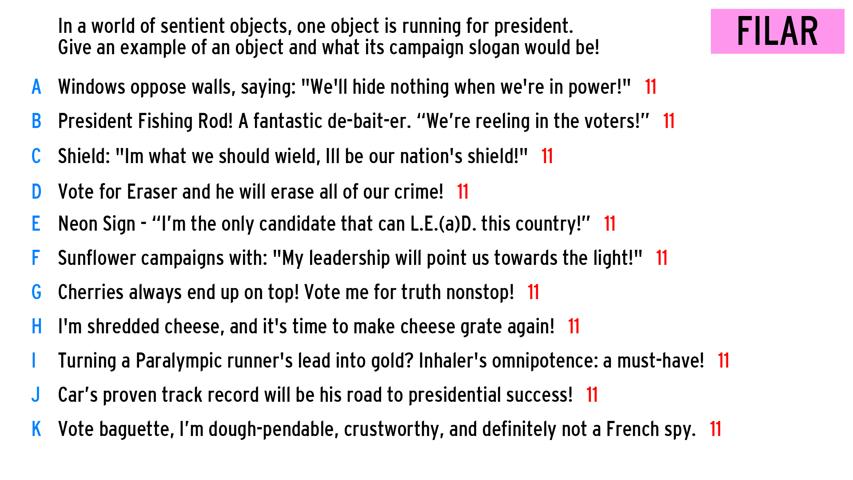 In a world of sentient objects, one object is running for president.
Give an example of an object and what its campaign slogan would be!
FILAR
A Windows oppose walls, saying: "We'll hide nothing when we're in power!" 11
B President Fishing Rod! A fantastic de-bait-er. “We’re reeling in the voters!” 11
C Shield: "Im what we should wield, Ill be our nation's shield!" 11
D Vote for Eraser and he will erase all of our crime! 11
E Neon Sign - “I’m the only candidate that can L.E.(a)D. this country!” 11
F Sunflower campaigns with: "My leadership will point us towards the light!" 11
G Cherries always end up on top! Vote me for truth nonstop! 11
H I'm shredded cheese, and it's time to make cheese grate again! 11
I Turning a Paralympic runner's lead into gold? Inhaler's omnipotence: a must-have! 11
J Car’s proven track record will be his road to presidential success! 11
K Vote baguette, I’m dough-pendable, crustworthy, and definitely not a French spy. 11